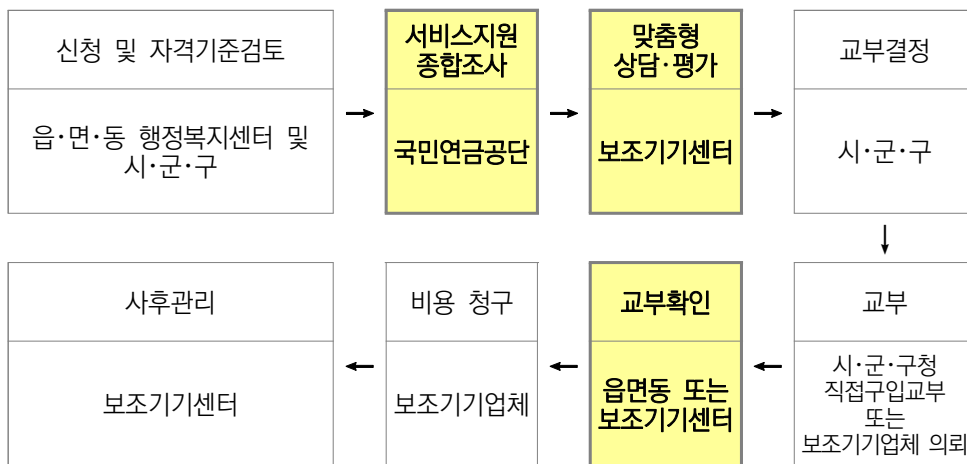 신청 및 자격기준검토
읍·면·동 행정복지센터 및
시·군·구
서비스지원
종합조사
국민연금공단
맞춤형
상담·평가
보조기기센터
교부결정
시·군·구
교부
시·군·구청
직접구입교부
또는
보조기기업체 의뢰
교부확인
읍면동 또는
보조기기센터
비용 청구
보조기기업체
사후관리
보조기기센터